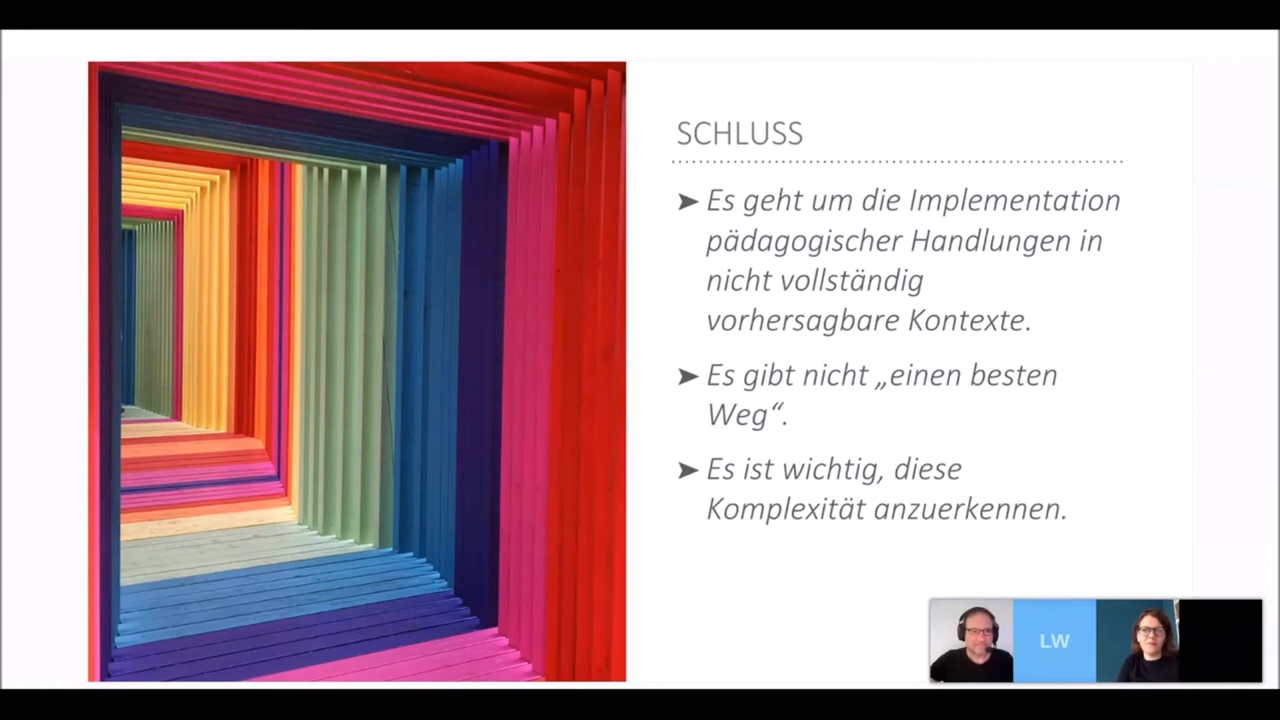 SCHLUSS
➤ Es geht um die Implementation
pädagogischer Handlungen in
nicht vollständig
vorhersagbare Kontexte.
➤ Es gibt nicht „einen besten
Weg“.
➤ Es ist wichtig, diese
Komplexität anzuerkennen.
LW